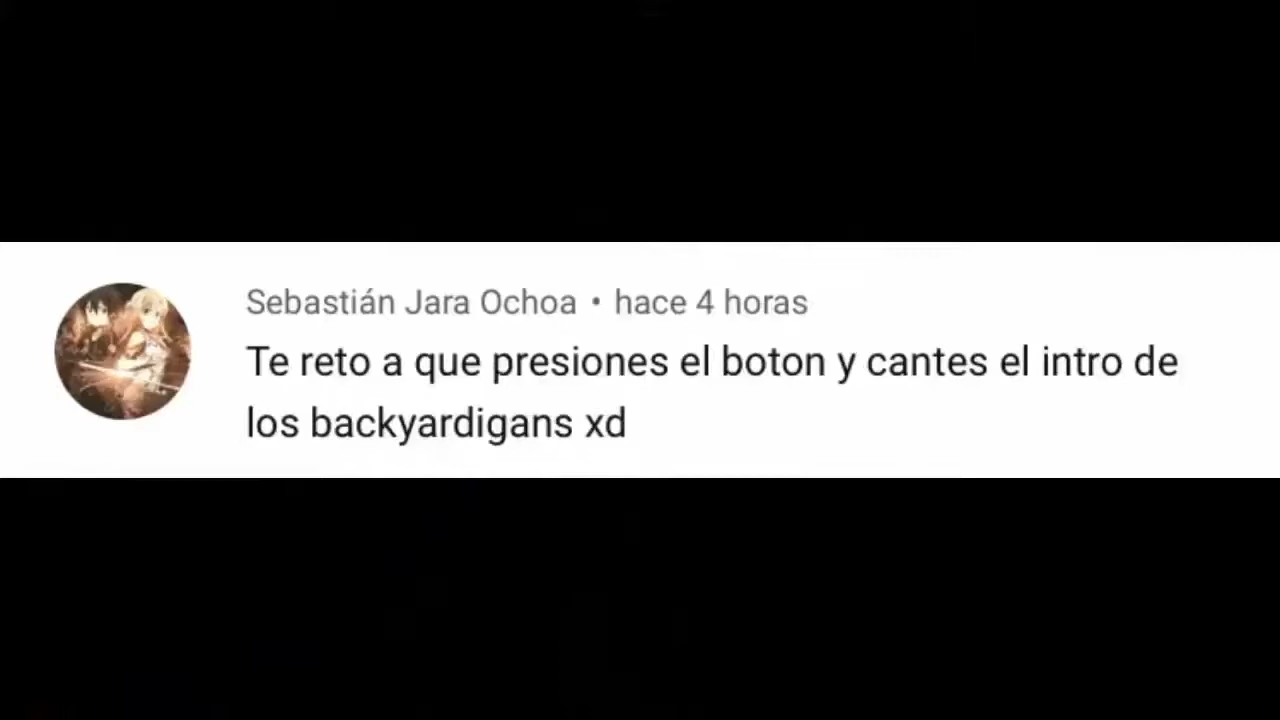 Sebastián Jara Ochoa • hace 4 horas
Te reto a que presiones el boton y cantes el intro de
los backyardigans xd